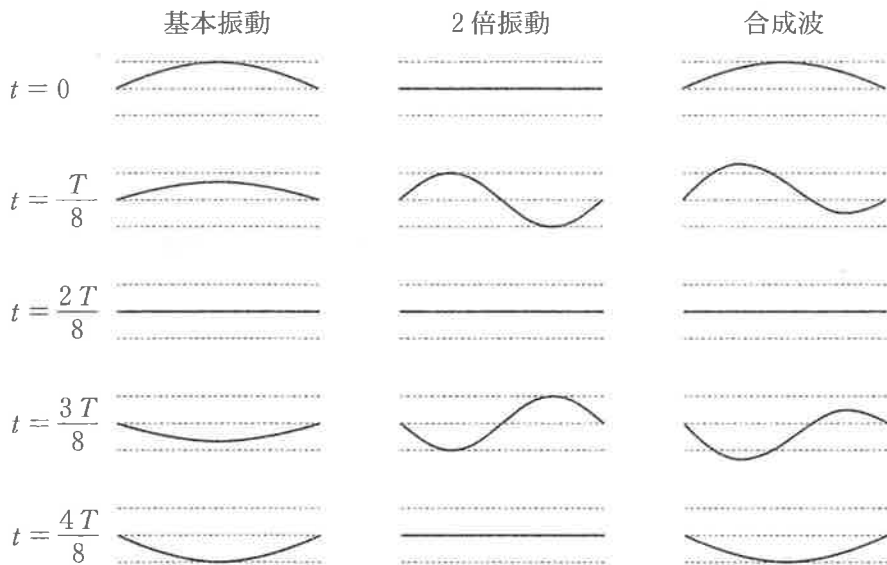 基本振動 2倍振動 合成波
t = 0
t = T/8
t = 2T/8
t = 3T/8
t = 4T/8